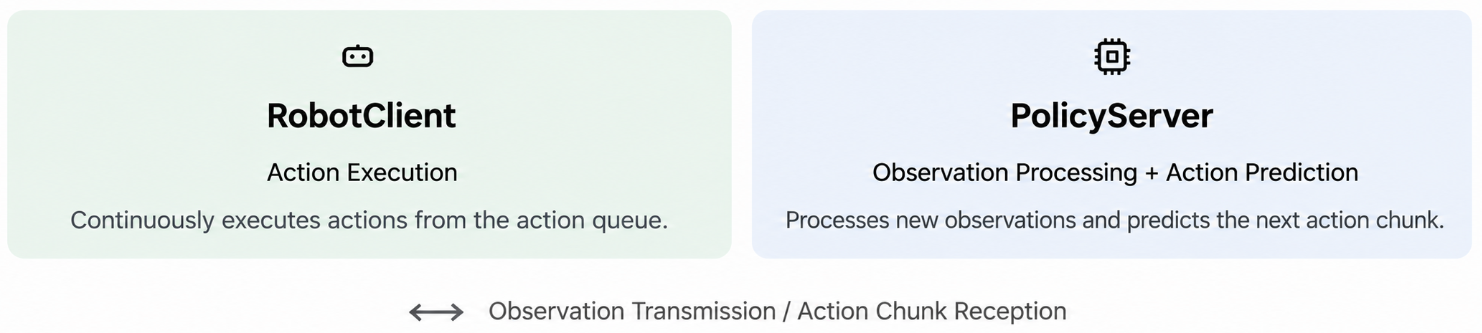 RobotClient
Action Execution
Continuously executes actions from the action queue.
PolicyServer
Observation Processing + Action Prediction
Processes new observations and predicts the next action chunk.
Observation Transmission / Action Chunk Reception